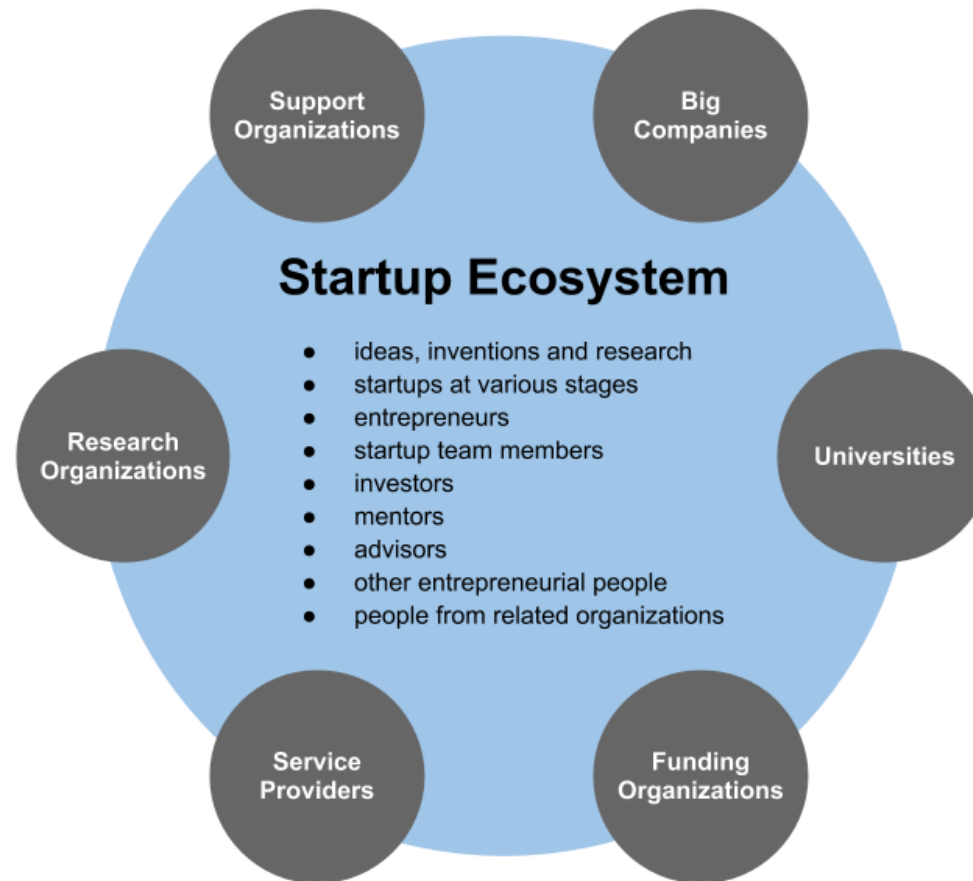 Support
Organizations
Big
Companies
Startup Ecosystem
● ideas, inventions and research
● startups at various stages
● entrepreneurs
● startup team members
● investors
● mentors
● advisors
● other entrepreneurial people
● people from related organizations
Research
Organizations
Universities
Service
Providers
Funding
Organizations